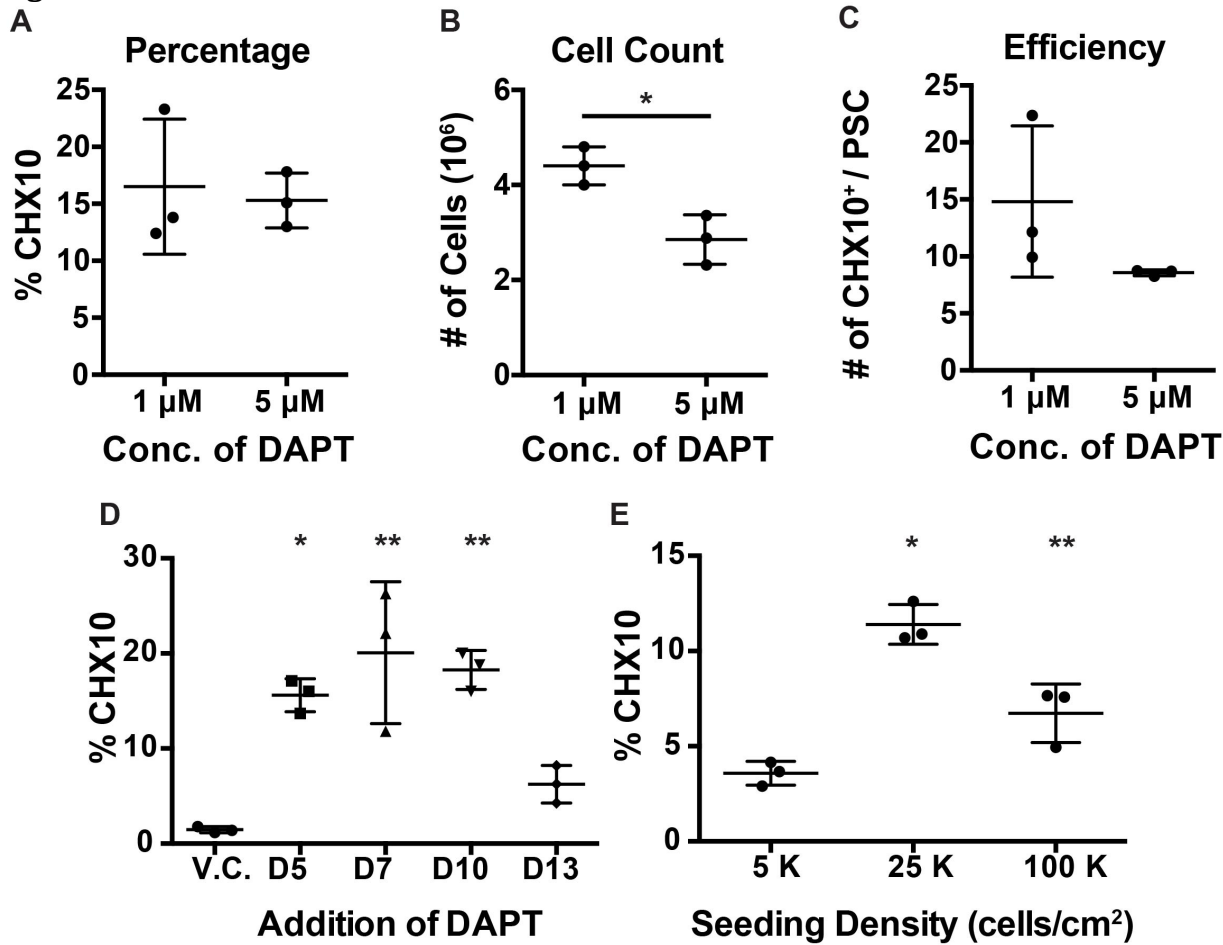 A
Percentage
% CHX10
25
20
15
10
5
0
1 µM 5 µM
Conc. of DAPT
B
Cell Count
# of Cells (10⁶)
6
4
2
0
*
1 µM 5 µM
Conc. of DAPT
C
Efficiency
# of CHX10⁺ / PSC
25
20
15
10
5
0
1 µM 5 µM
Conc. of DAPT
D
% CHX10
30
20
10
0
* ** **
V.C. D5 D7 D10 D13
Addition of DAPT
E
% CHX10
15
10
5
0
* **
5 K 25 K 100 K
Seeding Density (cells/cm²)